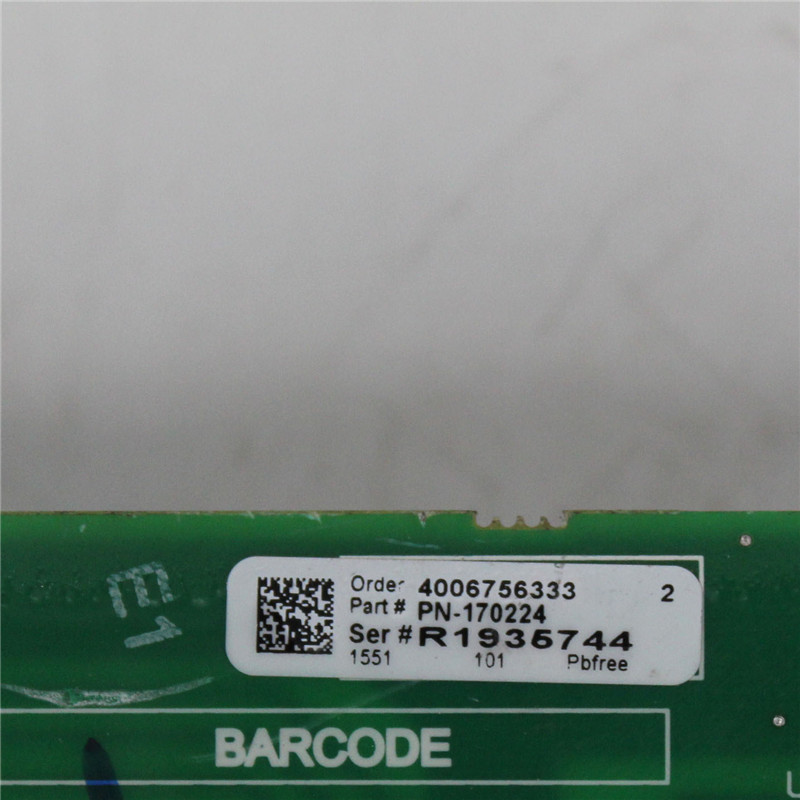 Order 4006756333 2
Part # PN-170224
Ser # R1935744
1551 101 Pbfree
E1
BARCODE